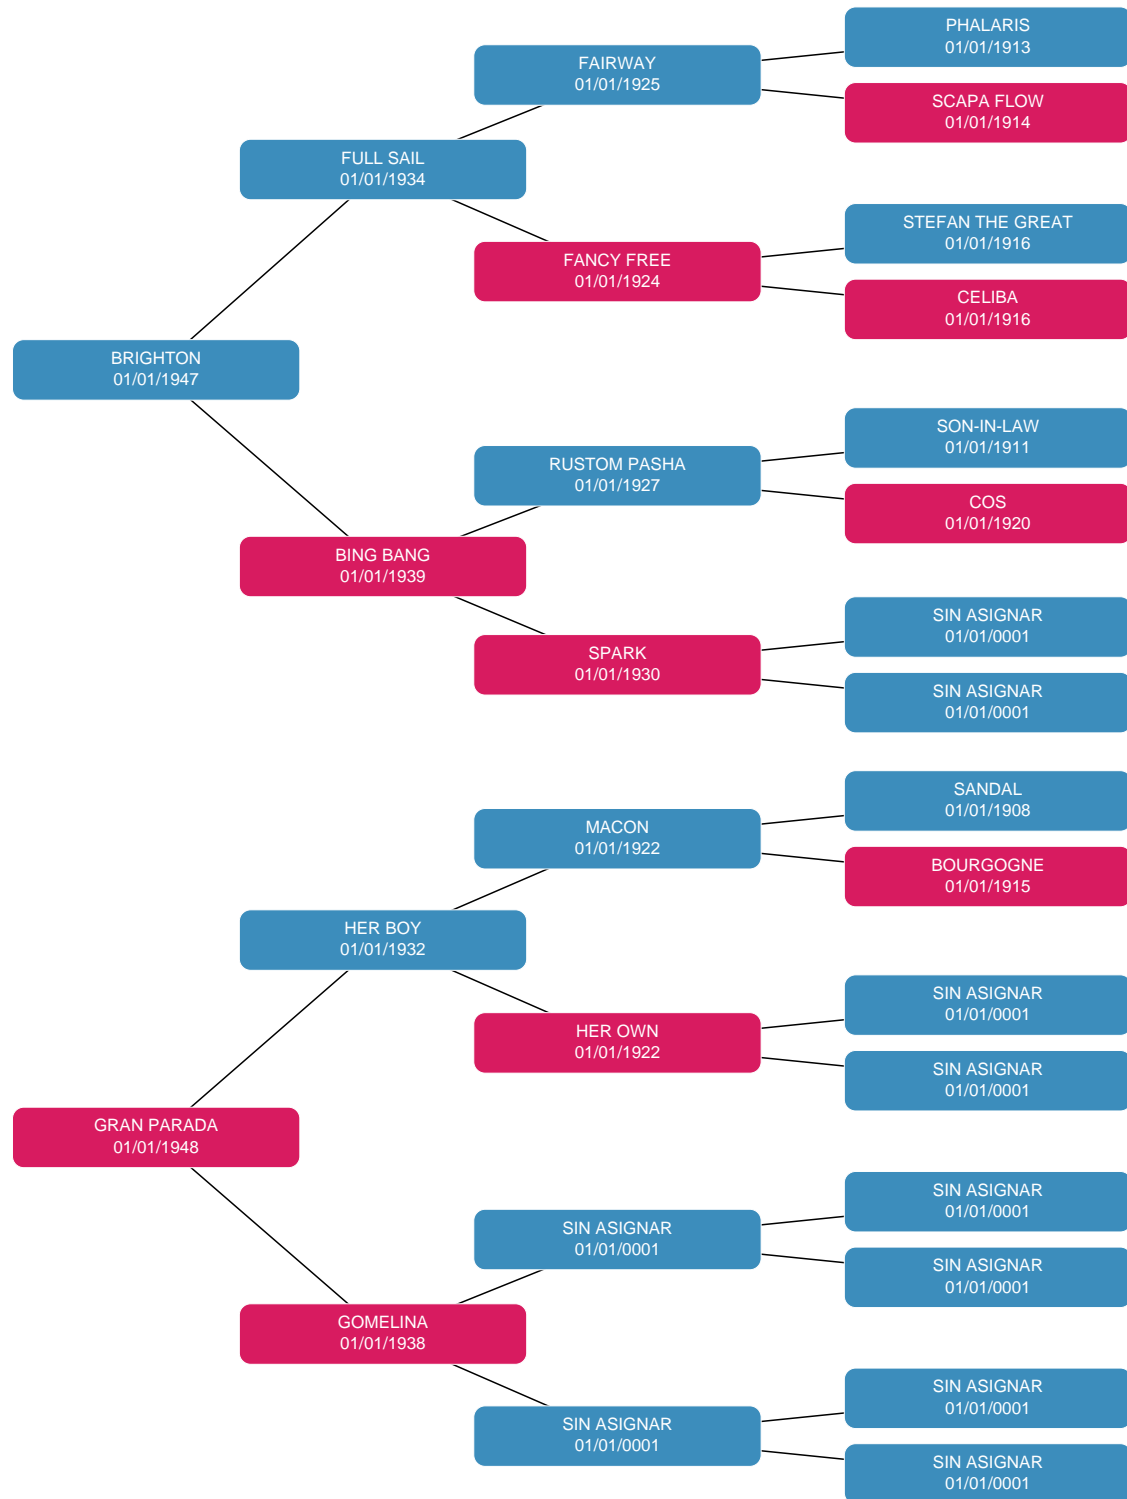 PHALARIS
01/01/1913
FAIRWAY
01/01/1925
SCAPA FLOW
01/01/1914
FULL SAIL
01/01/1934
STEFAN THE GREAT
01/01/1916
FANCY FREE
01/01/1924
CELIBA
01/01/1916
BRIGHTON
01/01/1947
SON-IN-LAW
01/01/1911
RUSTOM PASHA
01/01/1927
COS
01/01/1920
BING BANG
01/01/1939
SIN ASIGNAR
01/01/0001
SPARK
01/01/1930
SIN ASIGNAR
01/01/0001
SANDAL
01/01/1908
MACON
01/01/1922
BOURGOGNE
01/01/1915
HER BOY
01/01/1932
SIN ASIGNAR
01/01/0001
HER OWN
01/01/1922
SIN ASIGNAR
01/01/0001
GRAN PARADA
01/01/1948
SIN ASIGNAR
01/01/0001
SIN ASIGNAR
01/01/0001
SIN ASIGNAR
01/01/0001
GOMELINA
01/01/1938
SIN ASIGNAR
01/01/0001
SIN ASIGNAR
01/01/0001
SIN ASIGNAR
01/01/0001